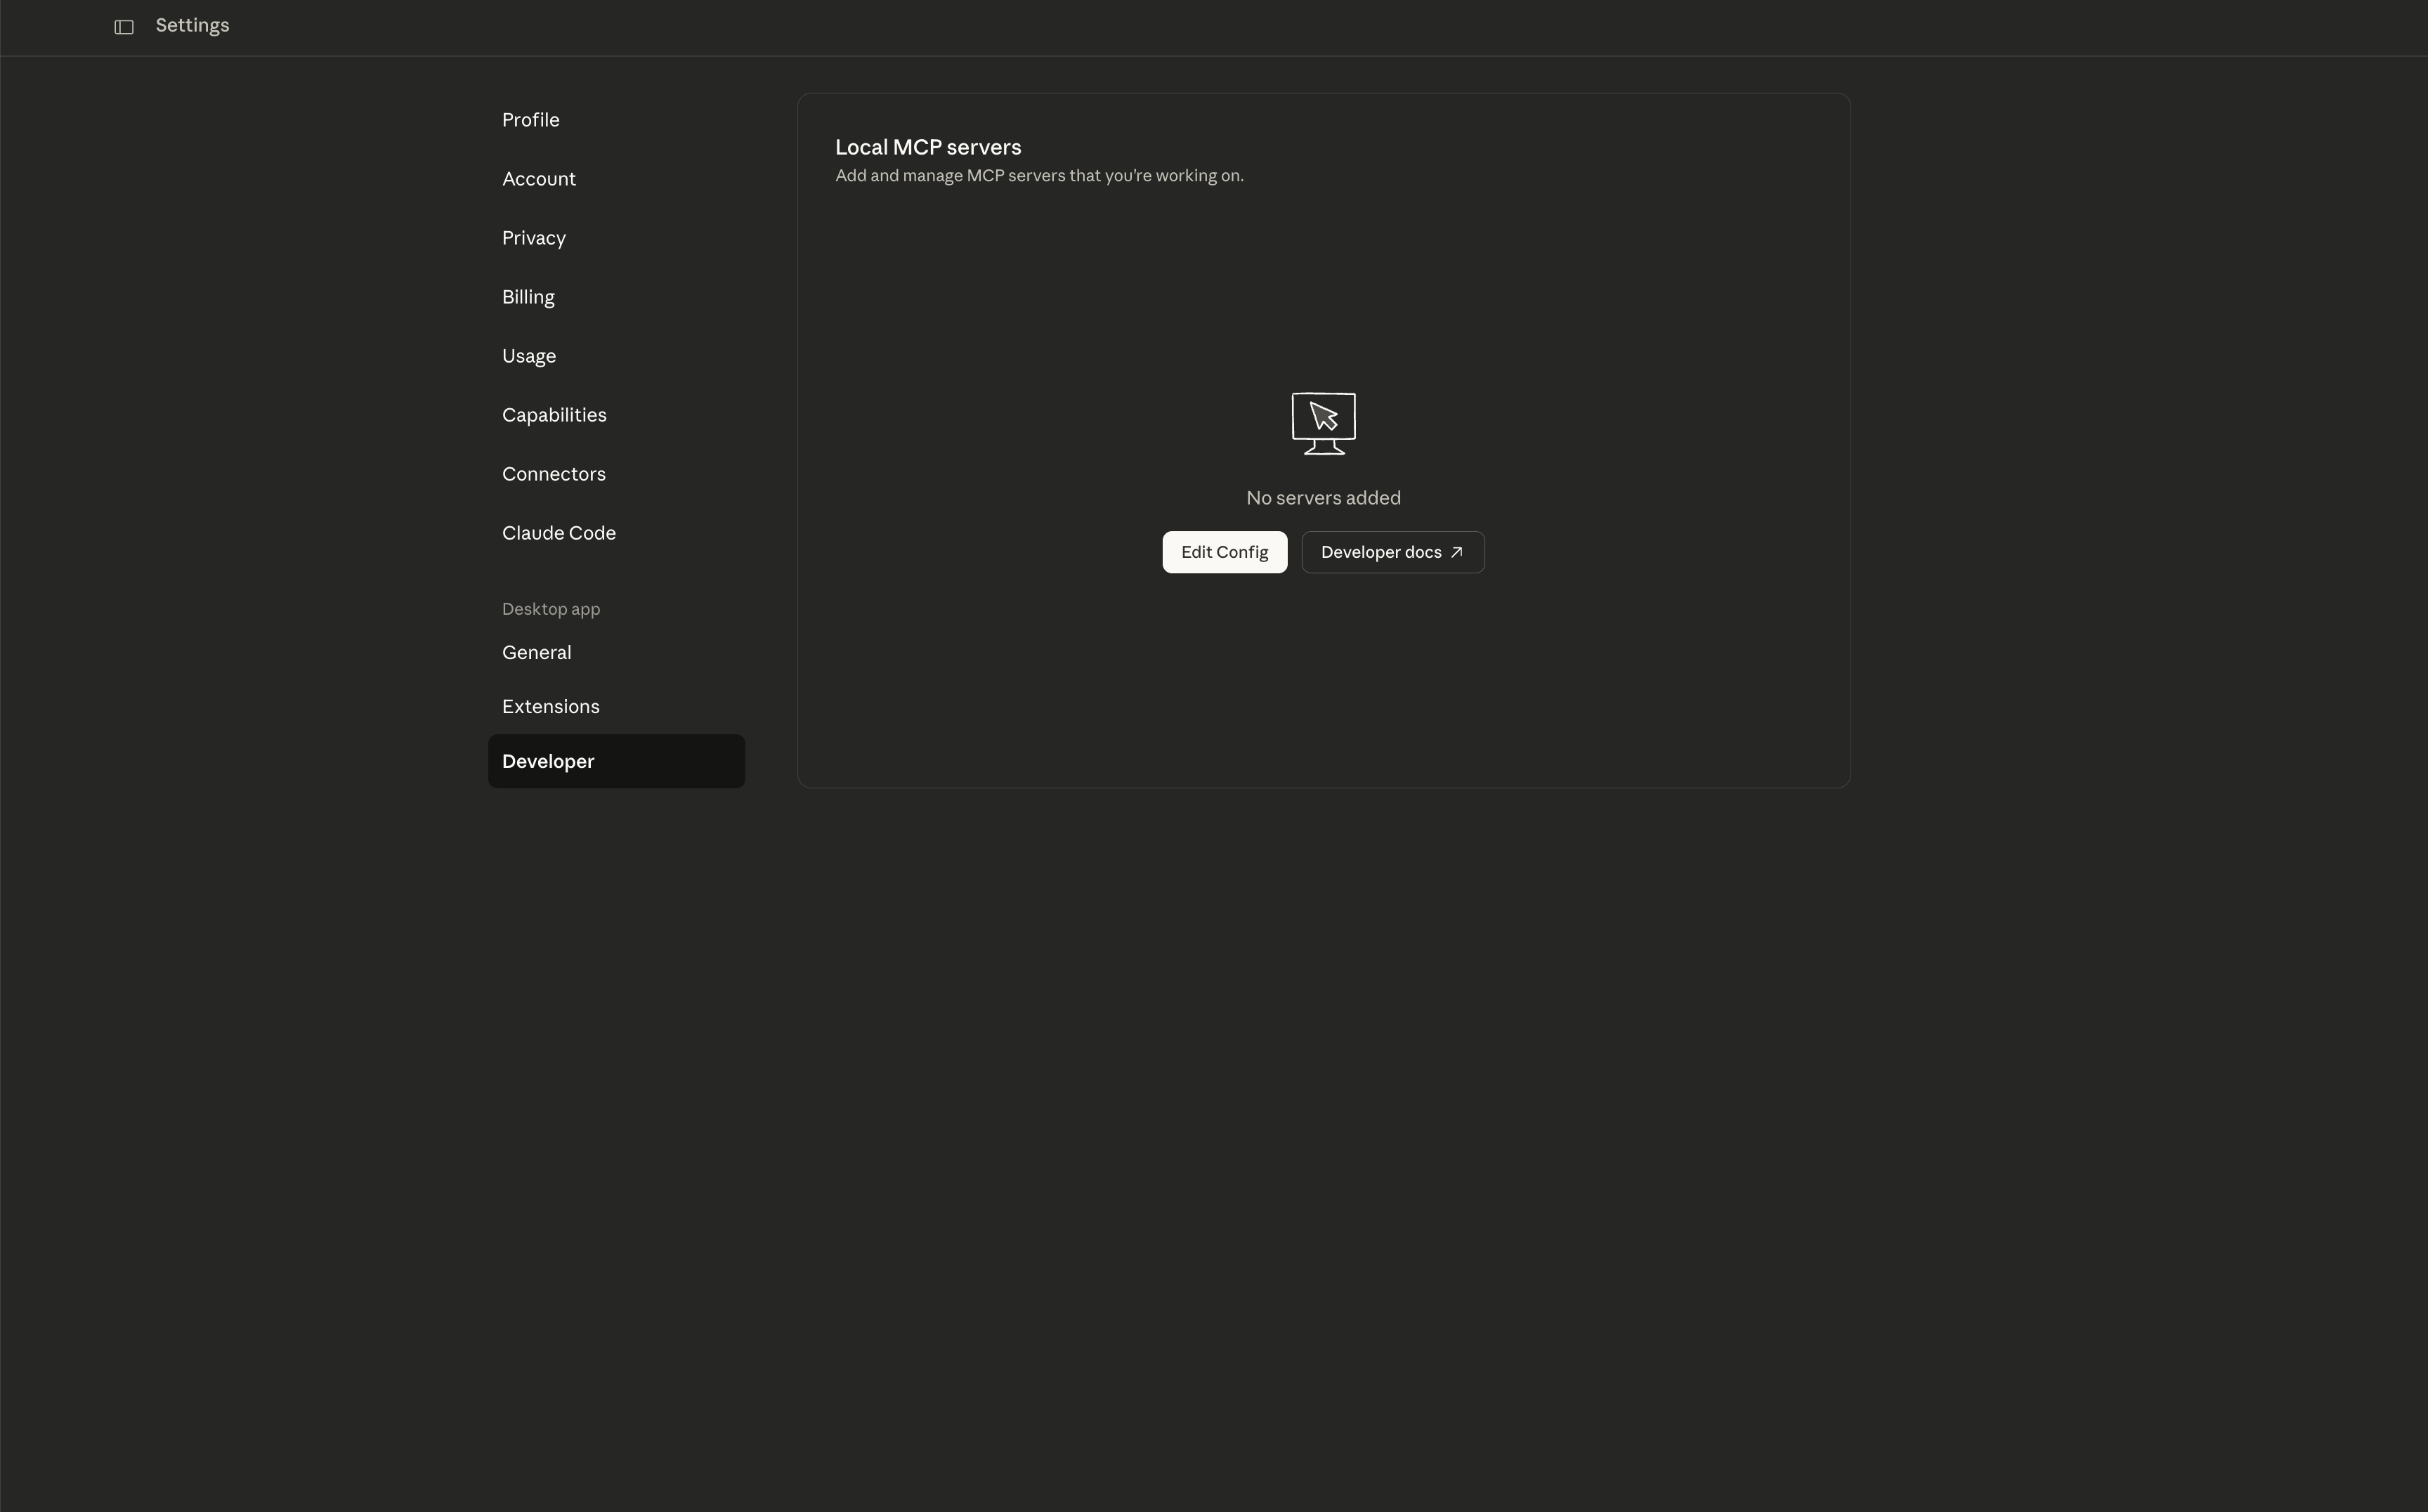 Settings
Profile
Account
Privacy
Billing
Usage
Capabilities
Connectors
Claude Code
Desktop app
General
Extensions
Developer
Local MCP servers
Add and manage MCP servers that you're working on.
No servers added
Edit Config
Developer docs